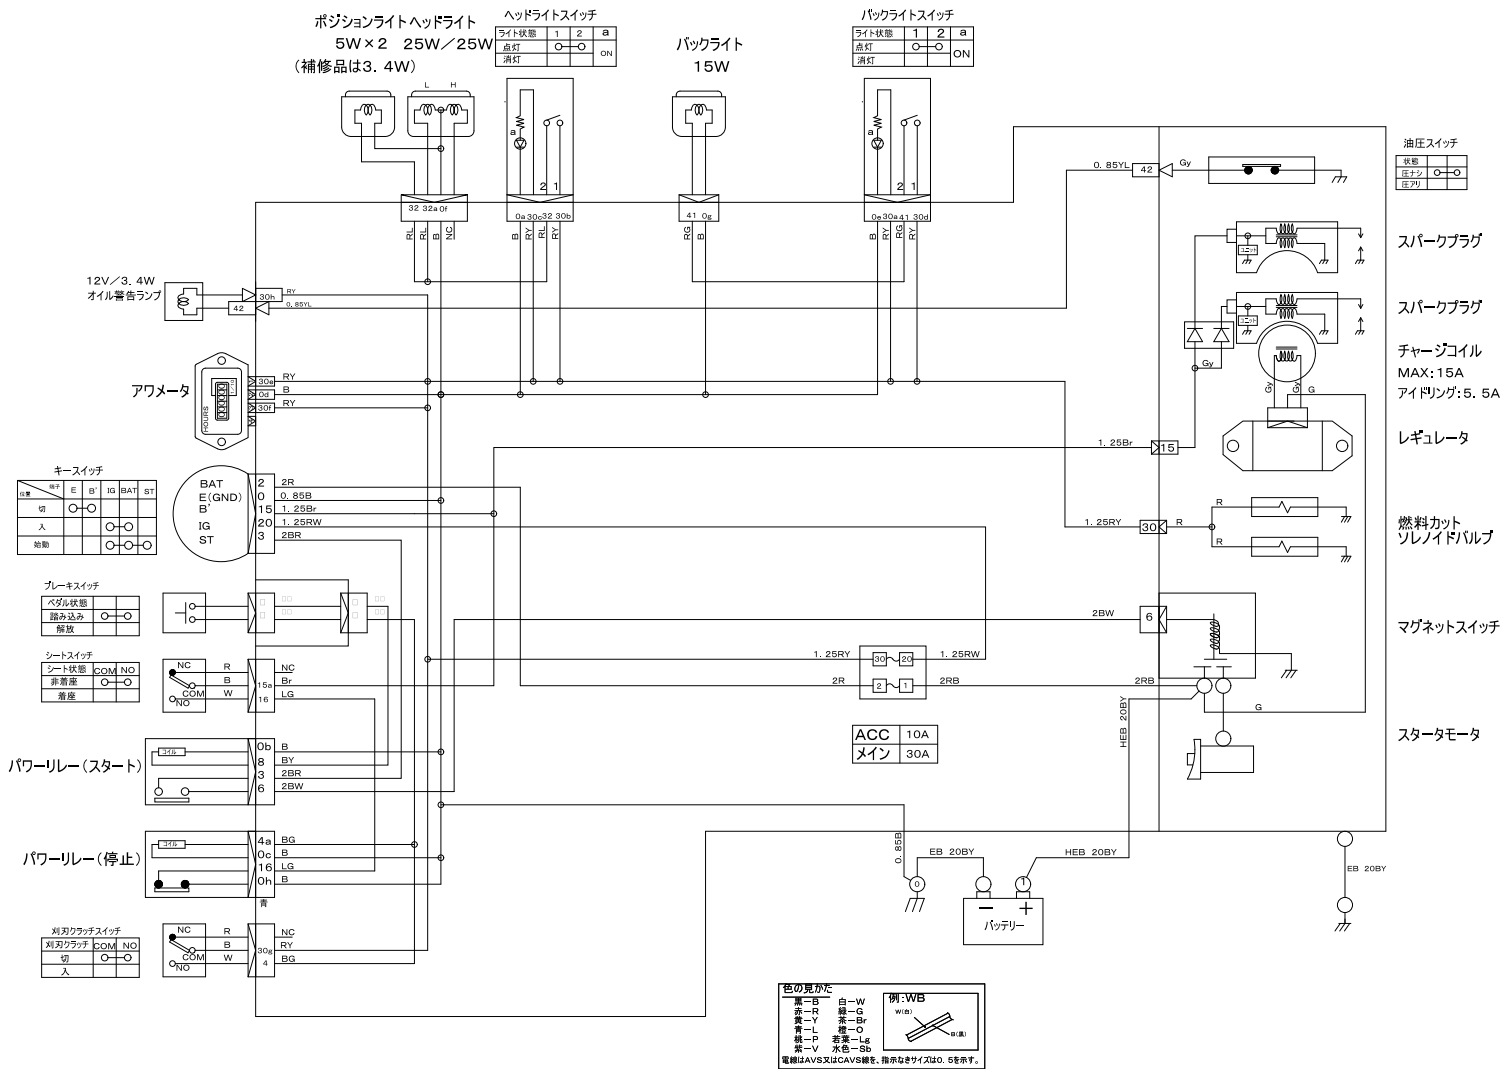 ポジションライト ヘッドライト
5W×2 25W／25W
(補修品は3. 4W)
L H
ヘッドライトスイッチ
ライト状態 1 2 a
点灯 ON
消灯
a
2 1
バックライト
15W
バックライトスイッチ
ライト状態 1 2 a
点灯 ON
消灯
a
2 1
32 32a 0f
RL RL B NC
0a 30c 32 30b
B RY RL RY
41 0g
RG B
0e 30a 41 30d
B RY RG RY
0. 85YL 42 Gy
油圧スイッチ
状態
圧ナシ
圧アリ
ユニット
スパークプラグ
ユニット
スパークプラグ
Gy
チャージコイル
MAX:15A
アイドリング:5. 5A
Gy Gy G
レギュレータ
12V／3. 4W
オイル警告ランプ
30h RY
42 0. 85YL
アワメータ
HOURS
30e RY
0d B
30f RY
1. 25Br 15
キースイッチ
端子
位置
E B' IG BAT ST
切
入
始動
BAT 2 2R
E(GND) 0 0. 85B
B' 15 1. 25Br
IG 20 1. 25RW
ST 3 2BR
1. 25RY 30 R
R
R
燃料カット
ソレノイドバルブ
ブレーキスイッチ
ペダル状態
踏み込み
解放
2BW 6
マグネットスイッチ
シートスイッチ
シート状態 COM NO
非着座
着座
NC R NC
B 15a Br
COM W 16 LG
NO
1. 25RY 30 20 1. 25RW
2R 2 1 2RB 2RB
HEB 20BY
G
ACC 10A
メイン 30A
スタータモータ
パワーリレー(スタート)
コイル
0b B
8 BY
3 2BR
6 2BW
パワーリレー(停止)
コイル
4a BG
0c B
16 LG
0h B
青
0. 85B
EB 20BY
HEB 20BY
0
1
－ ＋
バッテリー
EB 20BY
刈刃クラッチスイッチ
刈刃クラッチ COM NO
切
入
NC R NC
B 30g RY
COM W 4 BG
NO
色の見かた
黒－B 白－W
赤－R 緑－G
黄－Y 茶－Br
青－L 橙－O
桃－P 若葉－Lg
紫－V 水色－Sb
例:WB
W(白)
B(黒)
電線はAVS又はCAVS線を、指示なきサイズは0. 5を示す。